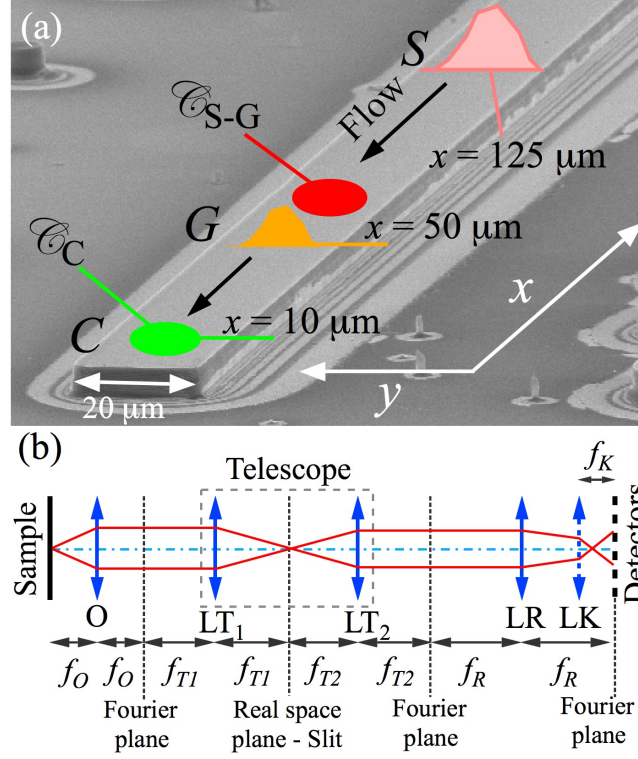 (a)
S
𝒞S-G
Flow
x = 125 μm
G
x = 50 μm
𝒞C
x
C
x = 10 μm
20 μm
y
(b)
fK
Telescope
Sample
Detectors
O
LT1
LT2
LR
LK
fO
fO
fT1
fT1
fT2
fT2
fR
fR
Fourier
plane
Real space
plane - Slit
Fourier
plane
Fourier
plane